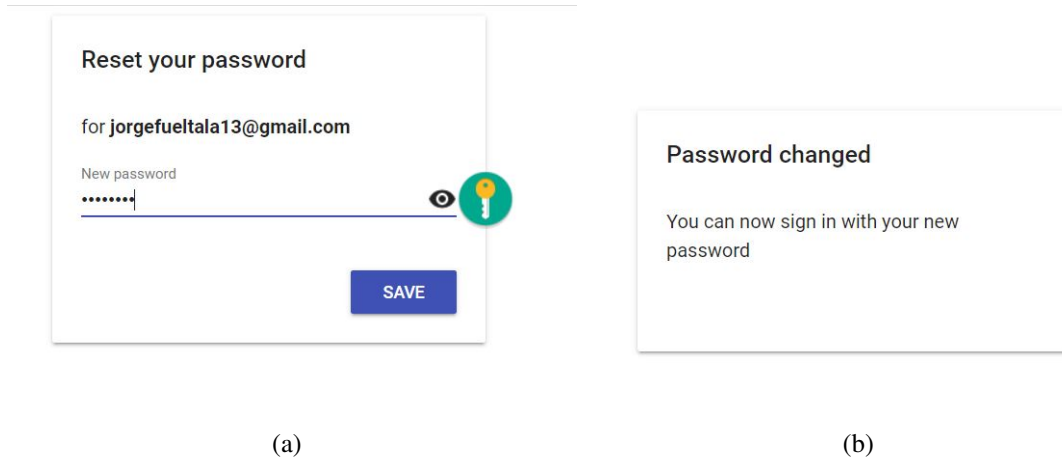 Reset your password
for jorgefueltala13@gmail.com
New password
••••••••
SAVE
(a)
Password changed
You can now sign in with your new
password
(b)